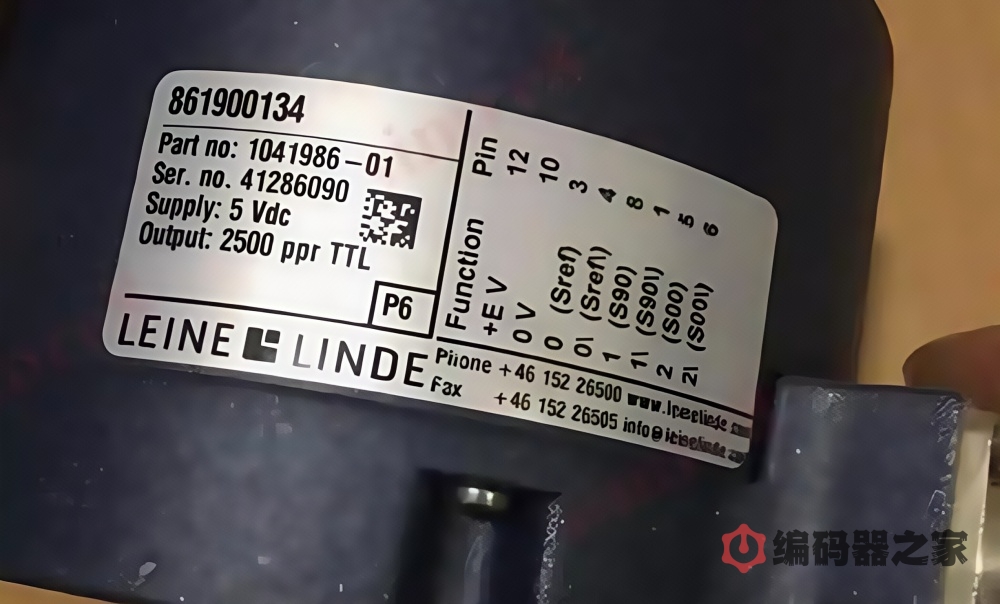 861900134
Part no: 1041986-01
Ser. no. 41286090
Supply: 5 Vdc
Output: 2500 ppr TTL
P6
LEINE LINDE
Function Pin
+E V 12
0 V 10
0 (Sref) 3
0\ (Sref\) 4
1 (S90) 8
1\ (S90\) 1
2 (S00) 5
2\ (S00\) 6
Phone +46 152 26500
Fax +46 152 26505
编码器之家